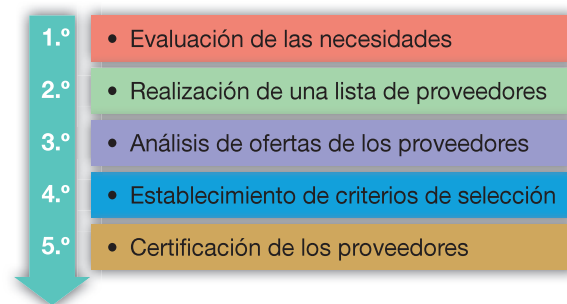 1.º • Evaluación de las necesidades
2.º • Realización de una lista de proveedores
3.º • Análisis de ofertas de los proveedores
4.º • Establecimiento de criterios de selección
5.º • Certificación de los proveedores